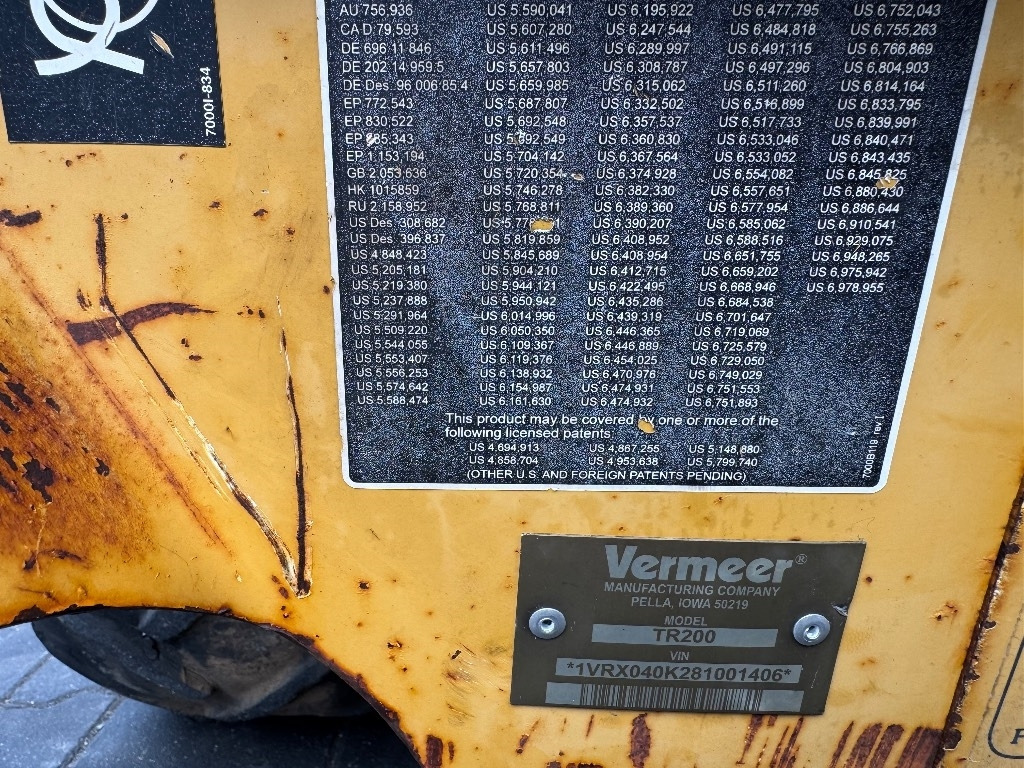 7000I-834
AU 756,936
CA D 79,593
DE 696 11 846
DE 202 14 959.5
DE Des. 96 006 85.4
EP 772,543
EP 830,522
EP
EP 1,153,194
GB 2,053,636
HK 1015859
RU 2,158,952
US Des. 308,682
US Des. 396,837
US 4,848,423
US 5,205,181
US 5,219,380
US 5,237,888
US 5,291,964
US 5,509,220
US 5,544,055
US 5,553,407
US 5,556,253
US 5,574,642
US 5,588,474
US 5,590,041
US 5,607,280
US 5,611,496
US 5,657,803
US 5,659,985
US 5,687,807
US 5,692,548
US 5,692,549
US 5,704,142
US 5,720,354
US 5,746,278
US 5,768,811
US
US 5,819,859
US 5,845,689
US 5,904,210
US 5,944,121
US 5,950,942
US 6,014,996
US 6,050,350
US 6,109,367
US 6,119,376
US 6,138,932
US 6,154,987
US 6,161,630
US 6,195,922
US 6,247,544
US 6,289,997
US 6,308,787
US 6,315,062
US 6,332,502
US 6,357,537
US 6,360,830
US 6,367,564
US 6,374,928
US 6,382,330
US 6,389,360
US 6,390,207
US 6,408,952
US 6,408,954
US 6,412,715
US 6,422,495
US 6,435,286
US 6,439,319
US 6,446,365
US 6,446,889
US 6,454,025
US 6,470,976
US 6,474,931
US 6,474,932
US 6,477,795
US 6,484,818
US 6,491,115
US 6,497,296
US 6,511,260
US 6,516,899
US 6,517,733
US 6,533,046
US 6,533,052
US 6,554,082
US 6,557,651
US 6,577,954
US 6,585,062
US 6,588,516
US 6,651,755
US 6,659,202
US 6,668,946
US 6,684,538
US 6,701,647
US 6,719,069
US 6,725,579
US 6,729,050
US 6,749,029
US 6,751,553
US 6,751,893
US 6,752,043
US 6,755,263
US 6,766,869
US 6,804,903
US 6,814,164
US 6,833,795
US 6,839,991
US 6,840,471
US 6,843,435
US 6,845,825
US 6,880,430
US 6,886,644
US 6,910,541
US 6,929,075
US 6,948,265
US 6,975,942
US 6,978,955
This product may be covered by one or more of the
following licensed patents:
US 4,694,913 US 4,867,255 US 5,148,880
US 4,858,704 US 4,953,638 US 5,799,740
(OTHER U.S. AND FOREIGN PATENTS PENDING)
7000B119 rev I
Vermeer®
MANUFACTURING COMPANY
PELLA, IOWA 50219
MODEL
TR200
VIN
*1VRX040K281001406*